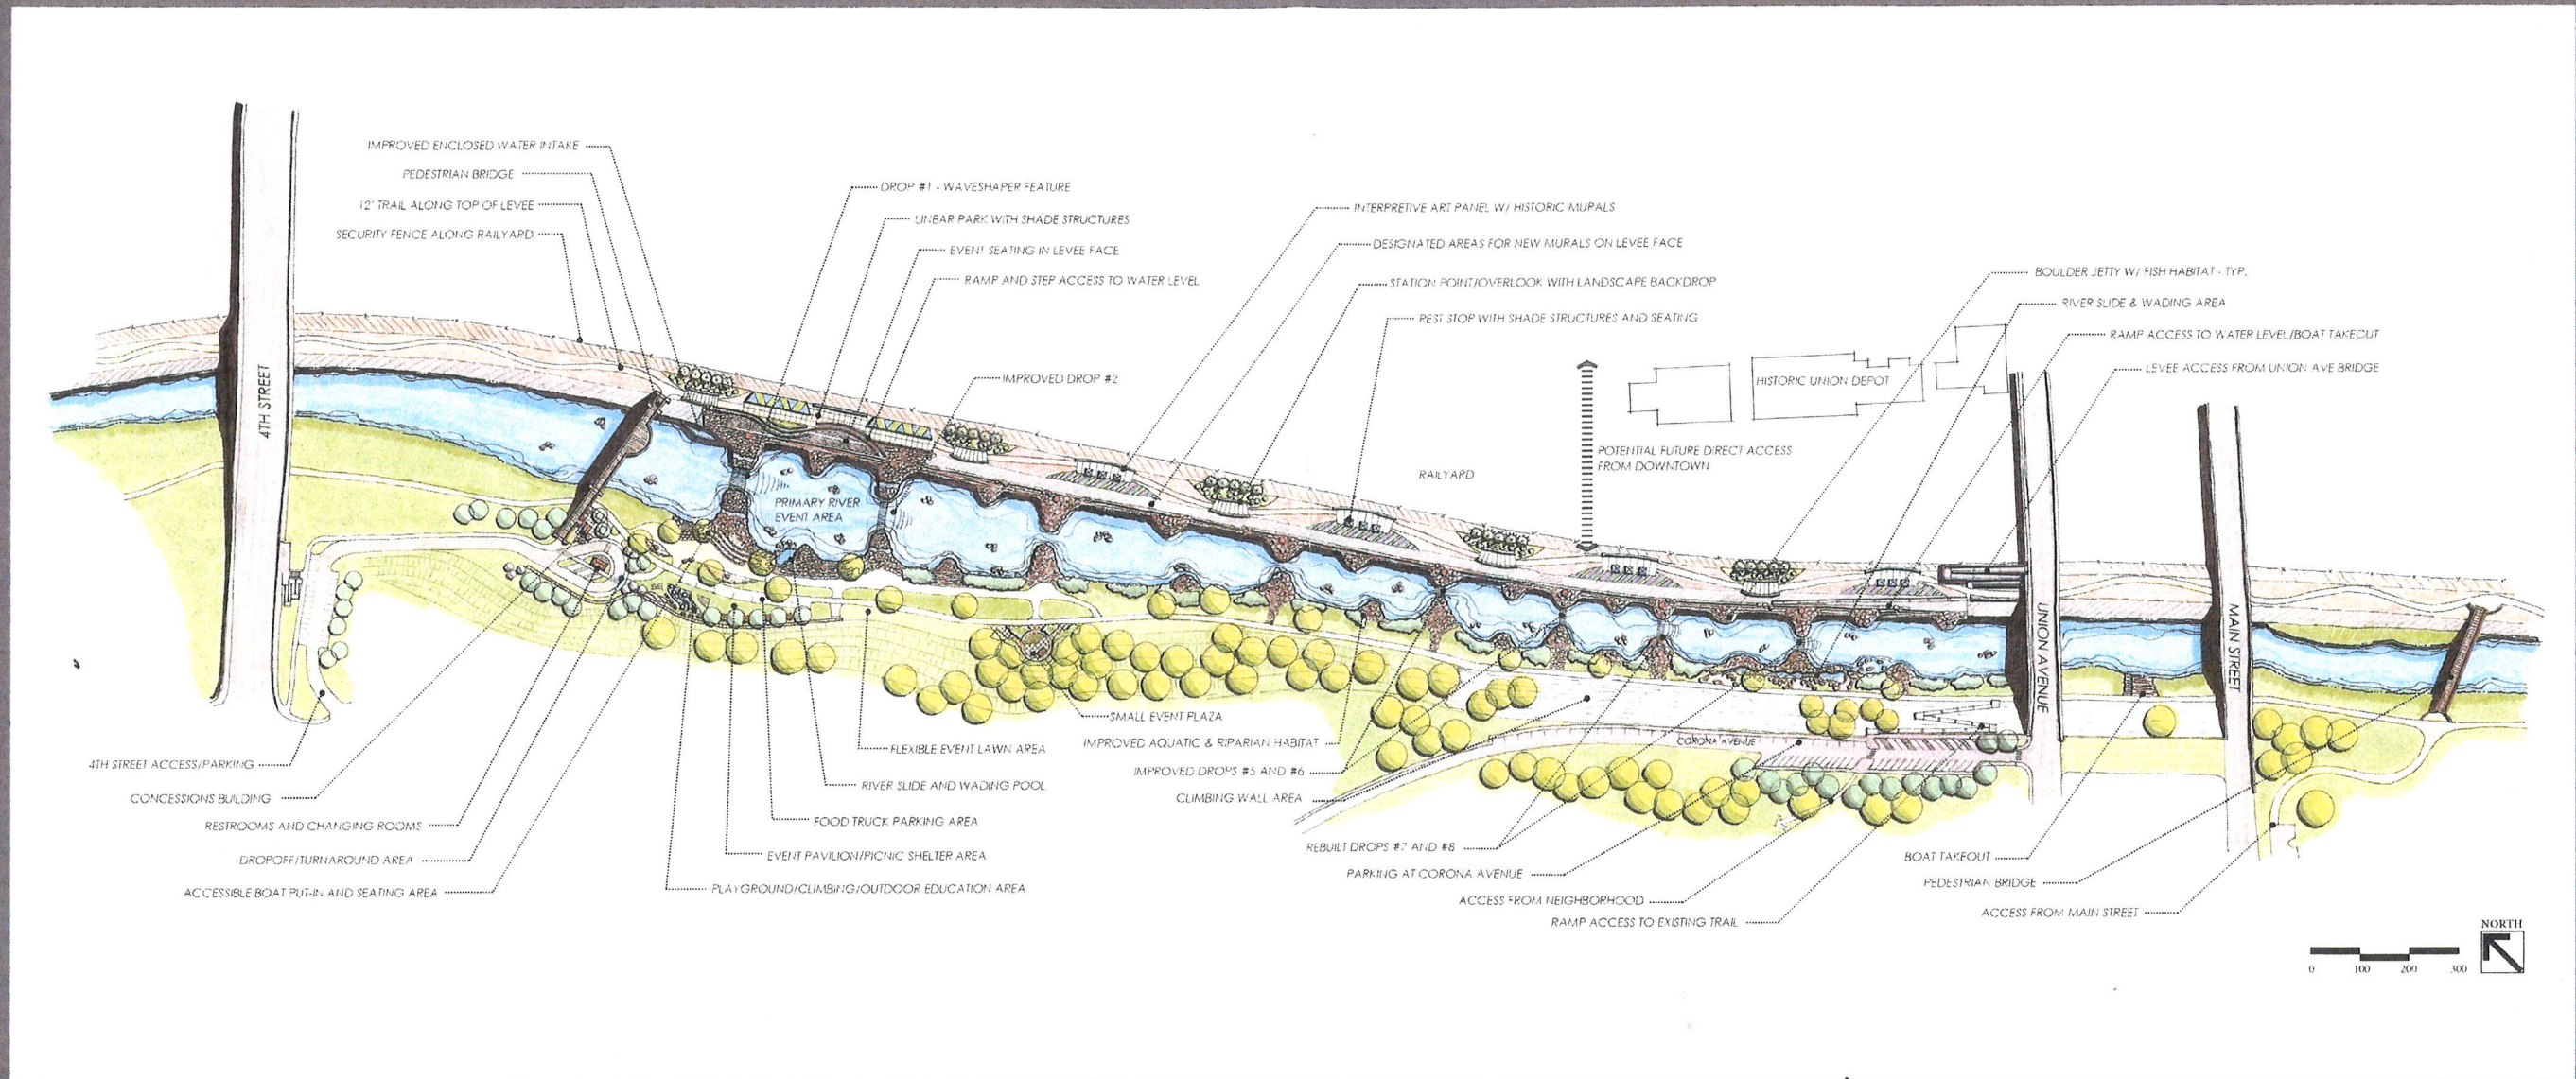 IMPROVED ENCLOSED WATER INTAKE
PEDESTRIAN BRIDGE
12' TRAIL ALONG TOP OF LEVEE
SECURITY FENCE ALONG RAILYARD
DROP #1 - WAVESHAPER FEATURE
LINEAR PARK WITH SHADE STRUCTURES
EVENT SEATING IN LEVEE FACE
RAMP AND STEP ACCESS TO WATER LEVEL
IMPROVED DROP #2
INTERPRETIVE ART PANEL W/ HISTORIC MURALS
DESIGNATED AREAS FOR NEW MURALS ON LEVEE FACE
STATION POINT/OVERLOOK WITH LANDSCAPE BACKDROP
REST STOP WITH SHADE STRUCTURES AND SEATING
BOULDER JETTY W/ FISH HABITAT - TYP.
RIVER SLIDE & WADING AREA
RAMP ACCESS TO WATER LEVEL/BOAT TAKEOUT
LEVEE ACCESS FROM UNION AVE BRIDGE
HISTORIC UNION DEPOT
POTENTIAL FUTURE DIRECT ACCESS
FROM DOWNTOWN
RAILYARD
4TH STREET
PRIMARY RIVER
EVENT AREA
UNION AVENUE
MAIN STREET
CORONA AVENUE
4TH STREET ACCESS/PARKING
CONCESSIONS BUILDING
RESTROOMS AND CHANGING ROOMS
DROPOFF/TURNAROUND AREA
ACCESSIBLE BOAT PUT-IN AND SEATING AREA
SMALL EVENT PLAZA
FLEXIBLE EVENT LAWN AREA
RIVER SLIDE AND WADING POOL
FOOD TRUCK PARKING AREA
EVENT PAVILION/PICNIC SHELTER AREA
PLAYGROUND/CLIMBING/OUTDOOR EDUCATION AREA
IMPROVED AQUATIC & RIPARIAN HABITAT
IMPROVED DROPS #5 AND #6
CLIMBING WALL AREA
REBUILT DROPS #7 AND #8
PARKING AT CORONA AVENUE
ACCESS FROM NEIGHBORHOOD
RAMP ACCESS TO EXISTING TRAIL
BOAT TAKEOUT
PEDESTRIAN BRIDGE
ACCESS FROM MAIN STREET
NORTH
0 100 200 300